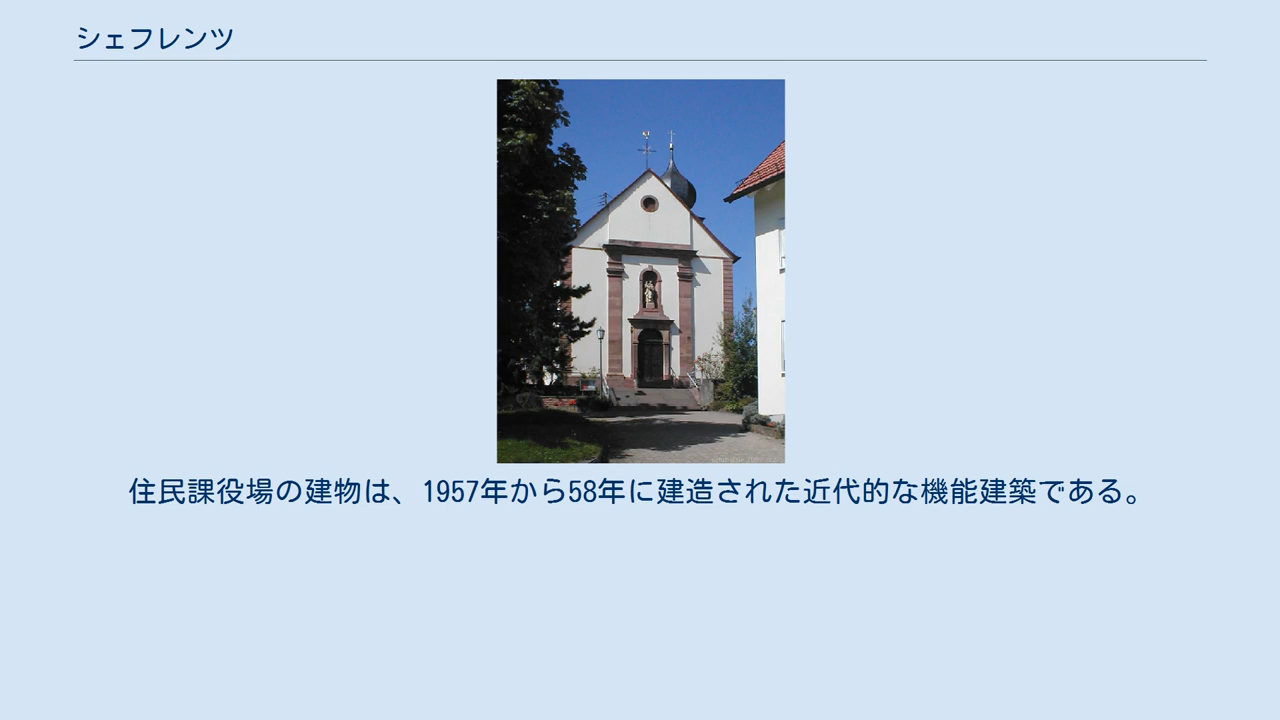 シェフレンツ
住民課役場の建物は、1957年から58年に建造された近代的な機能建築である。